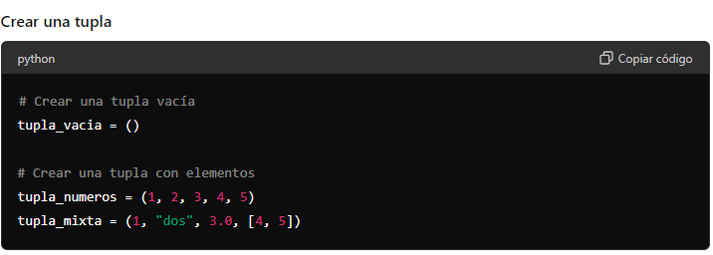 Crear una tupla
python
Copiar código
# Crear una tupla vacía
tupla_vacia = ()
# Crear una tupla con elementos
tupla_numeros = (1, 2, 3, 4, 5)
tupla_mixta = (1, "dos", 3.0, [4, 5])